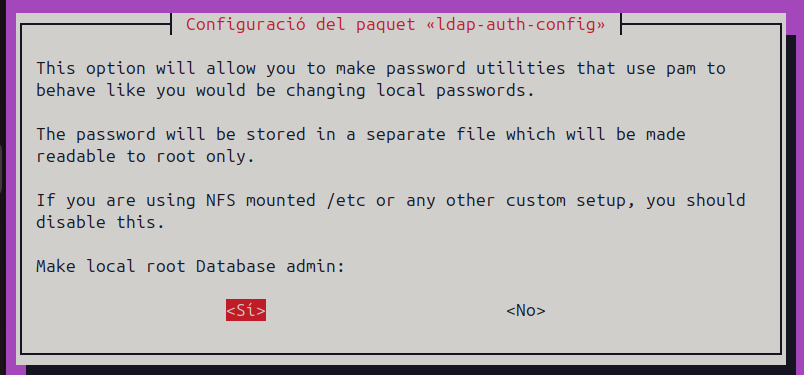 Configuració del paquet «ldap-auth-config»
This option will allow you to make password utilities that use pam to
behave like you would be changing local passwords.
The password will be stored in a separate file which will be made
readable to root only.
If you are using NFS mounted /etc or any other custom setup, you should
disable this.
Make local root Database admin:
<Sí> <No>